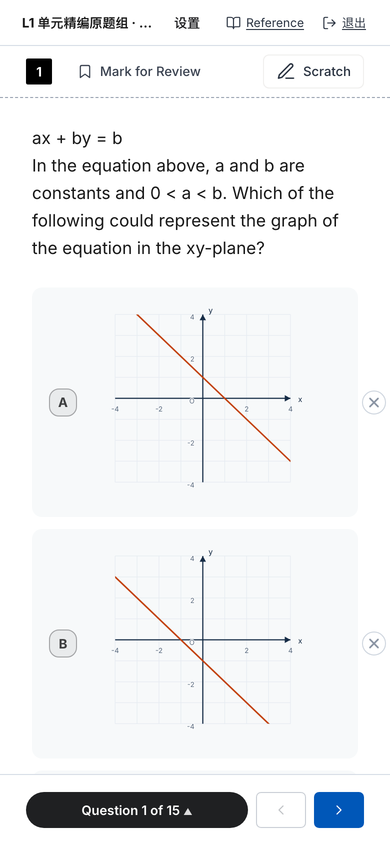 L1 单元精编原题组 · ... 设置 Reference 退出
1 Mark for Review Scratch
ax + by = b
In the equation above, a and b are
constants and 0 < a < b. Which of the
following could represent the graph of
the equation in the xy-plane?
y
4
2
A
O
x
-4 -2 2 4
-2
-4
y
4
2
B
O
x
-4 -2 2 4
-2
-4
Question 1 of 15 ▲